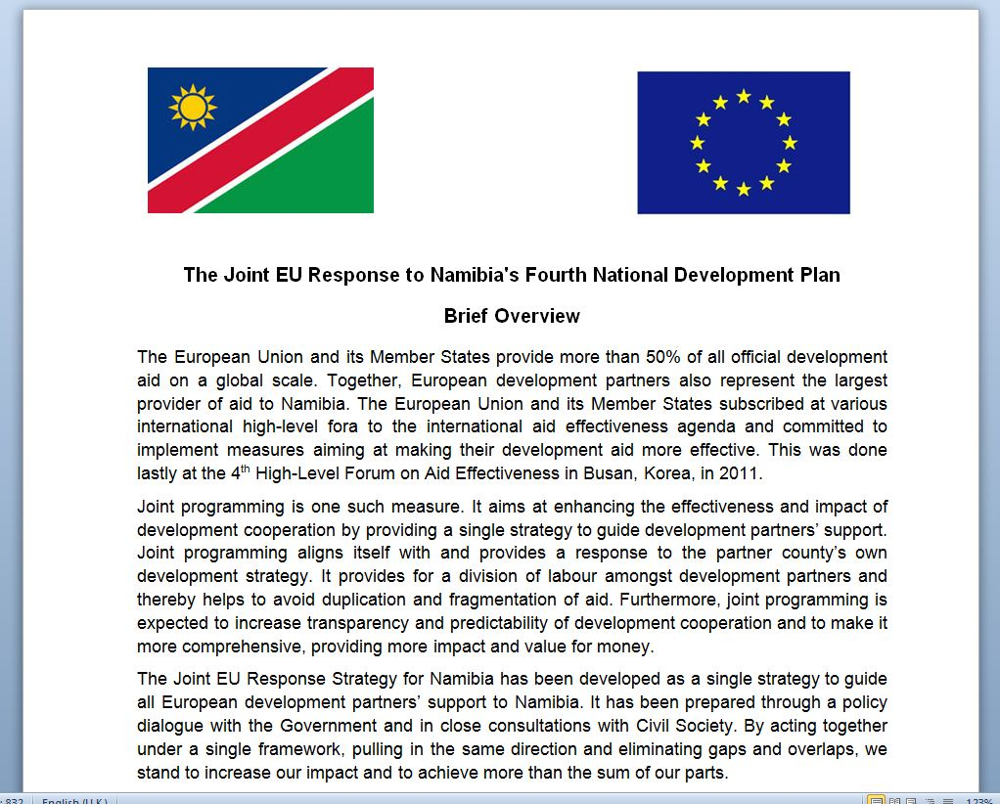 The Joint EU Response to Namibia's Fourth National Development Plan
Brief Overview
The European Union and its Member States provide more than 50% of all official development
aid on a global scale. Together, European development partners also represent the largest
provider of aid to Namibia. The European Union and its Member States subscribed at various
international high-level fora to the international aid effectiveness agenda and committed to
implement measures aiming at making their development aid more effective. This was done
lastly at the 4th High-Level Forum on Aid Effectiveness in Busan, Korea, in 2011.
Joint programming is one such measure. It aims at enhancing the effectiveness and impact of
development cooperation by providing a single strategy to guide development partners’ support.
Joint programming aligns itself with and provides a response to the partner county’s own
development strategy. It provides for a division of labour amongst development partners and
thereby helps to avoid duplication and fragmentation of aid. Furthermore, joint programming is
expected to increase transparency and predictability of development cooperation and to make it
more comprehensive, providing more impact and value for money.
The Joint EU Response Strategy for Namibia has been developed as a single strategy to guide
all European development partners’ support to Namibia. It has been prepared through a policy
dialogue with the Government and in close consultations with Civil Society. By acting together
under a single framework, pulling in the same direction and eliminating gaps and overlaps, we
stand to increase our impact and to achieve more than the sum of our parts.
: 832 English (U.K.) 123%